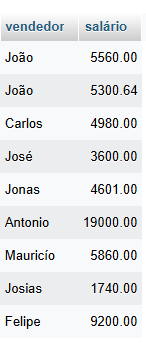 vendedor salário
João 5560.00
João 5300.64
Carlos 4980.00
José 3600.00
Jonas 4601.00
Antonio 19000.00
Mauricío 5860.00
Josias 1740.00
Felipe 9200.00